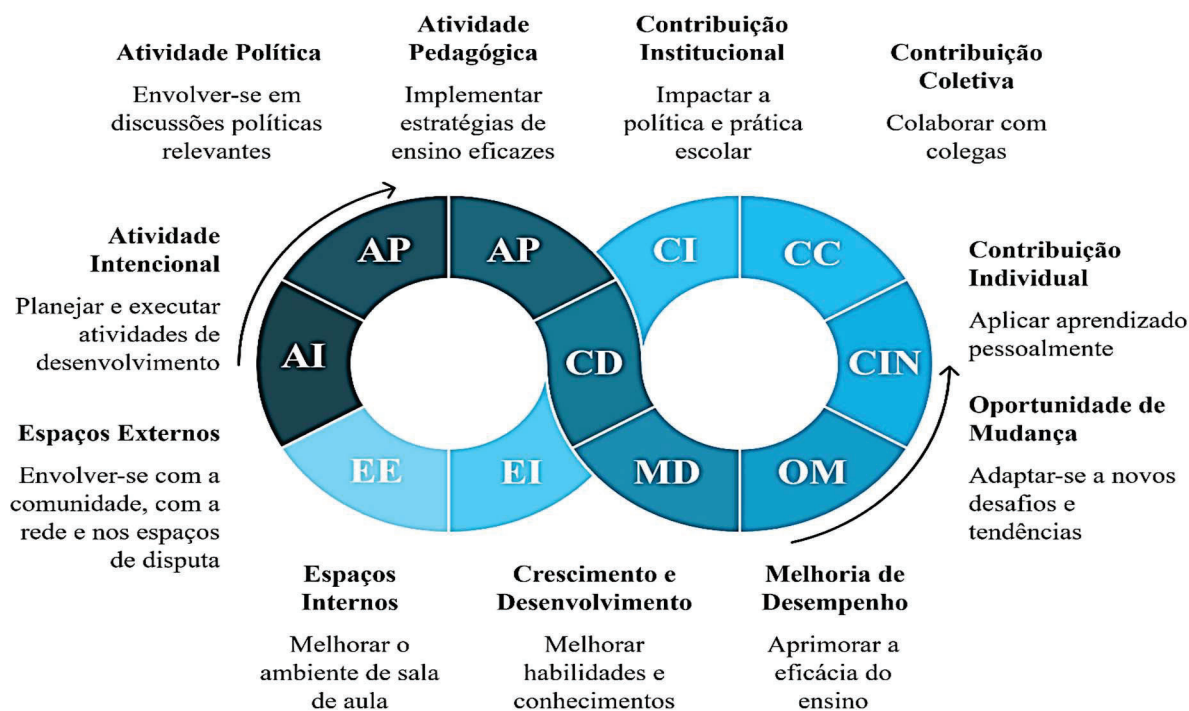 Atividade Política
Envolver-se em
discussões políticas
relevantes
Atividade
Pedagógica
Implementar
estratégias de
ensino eficazes
Contribuição
Institucional
Impactar a
política e prática
escolar
Contribuição
Coletiva
Colaborar com
colegas
Atividade
Intencional
Planejar e executar
atividades de
desenvolvimento
Espaços Externos
Envolver-se com a
comunidade, com a
rede e nos espaços
de disputa
AP
AP
CI
CC
AI
CD
CIN
EE
EI
MD
OM
Contribuição
Individual
Aplicar aprendizado
pessoalmente
Oportunidade de
Mudança
Adaptar-se a novos
desafios e
tendências
Espaços
Internos
Melhorar o
ambiente de sala
de aula
Crescimento e
Desenvolvimento
Melhorar
habilidades e
conhecimentos
Melhoria de
Desempenho
Aprimorar a
eficácia do
ensino